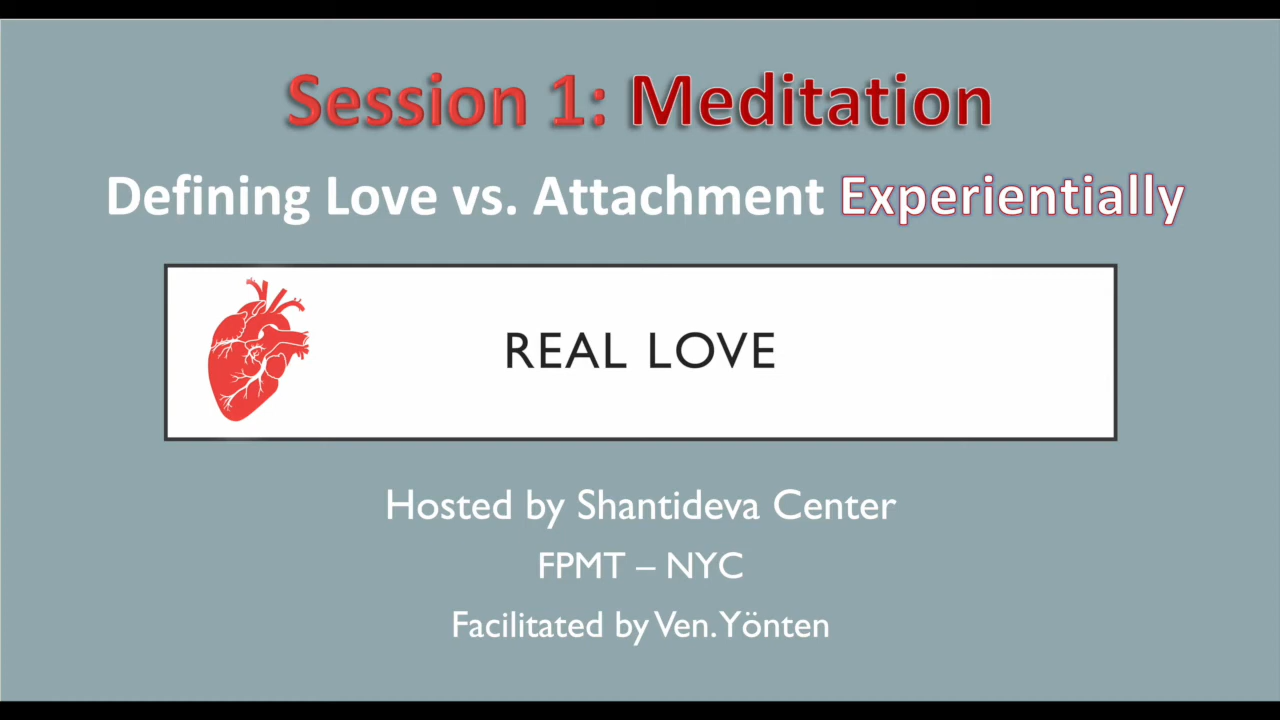 Session 1: Meditation
Defining Love vs. Attachment Experientially
REAL LOVE
Hosted by Shantideva Center
FPMT – NYC
Facilitated by Ven. Yönten